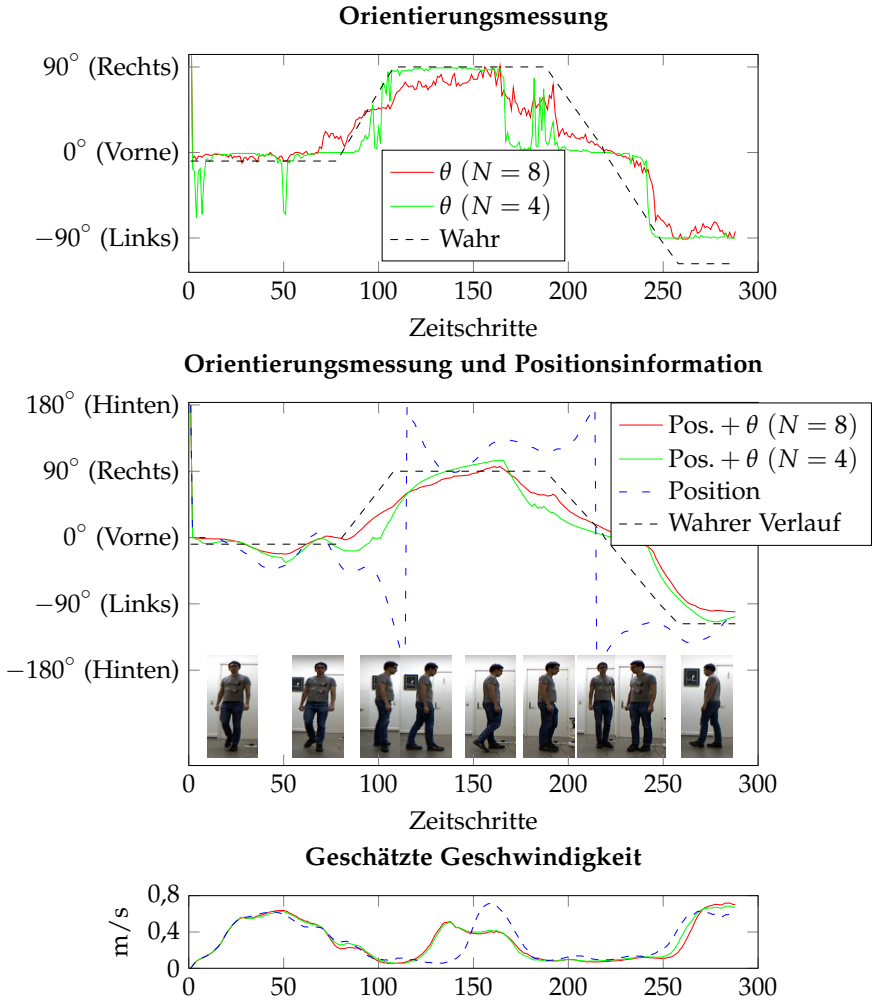 Orientierungsmessung
90° (Rechts)
0° (Vorne)
−90° (Links)
θ (N = 8)
θ (N = 4)
Wahr
0 50 100 150 200 250 300
Zeitschritte
Orientierungsmessung und Positionsinformation
180° (Hinten)
90° (Rechts)
0° (Vorne)
−90° (Links)
−180° (Hinten)
Pos. + θ (N = 8)
Pos. + θ (N = 4)
Position
Wahrer Verlauf
0 50 100 150 200 250 300
Zeitschritte
Geschätzte Geschwindigkeit
m/s
0,8
0,4
0
0 50 100 150 200 250 300